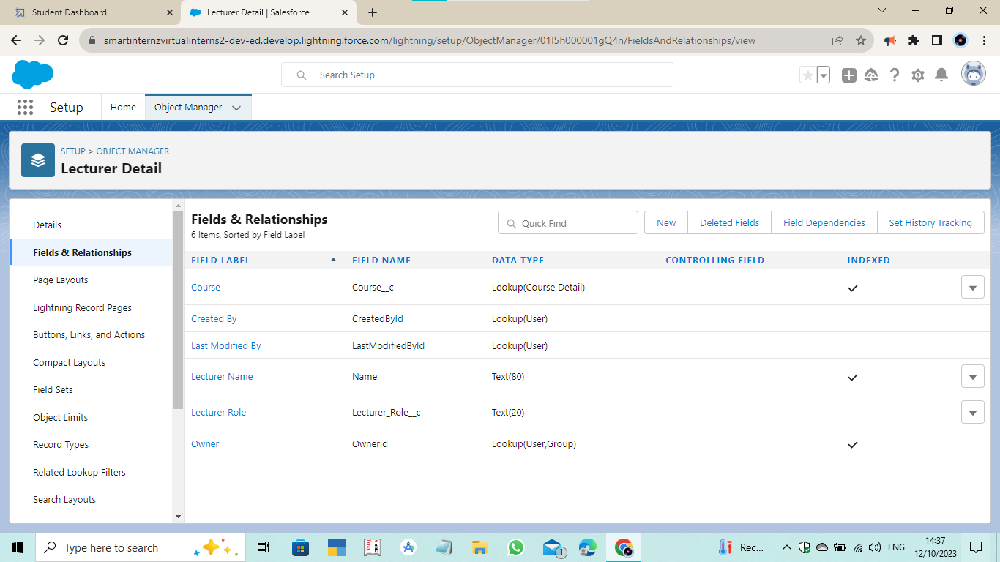 Student Dashboard
Lecturer Detail | Salesforce
smartinternzvirtualinterns2-dev-ed.develop.lightning.force.com/lightning/setup/ObjectManager/01I5h000001gQ4n/FieldsAndRelationships/view
Search Setup
Setup Home Object Manager
SETUP > OBJECT MANAGER
Lecturer Detail
Details
Fields & Relationships
Page Layouts
Lightning Record Pages
Buttons, Links, and Actions
Compact Layouts
Field Sets
Object Limits
Record Types
Related Lookup Filters
Search Layouts
Fields & Relationships
6 Items, Sorted by Field Label
Quick Find
New Deleted Fields Field Dependencies Set History Tracking
FIELD LABEL FIELD NAME DATA TYPE CONTROLLING FIELD INDEXED
Course Course__c Lookup(Course Detail)
Created By CreatedById Lookup(User)
Last Modified By LastModifiedById Lookup(User)
Lecturer Name Name Text(80)
Lecturer Role Lecturer_Role__c Text(20)
Owner OwnerId Lookup(User,Group)
Type here to search
1
Rec...
ENG
14:37
12/10/2023